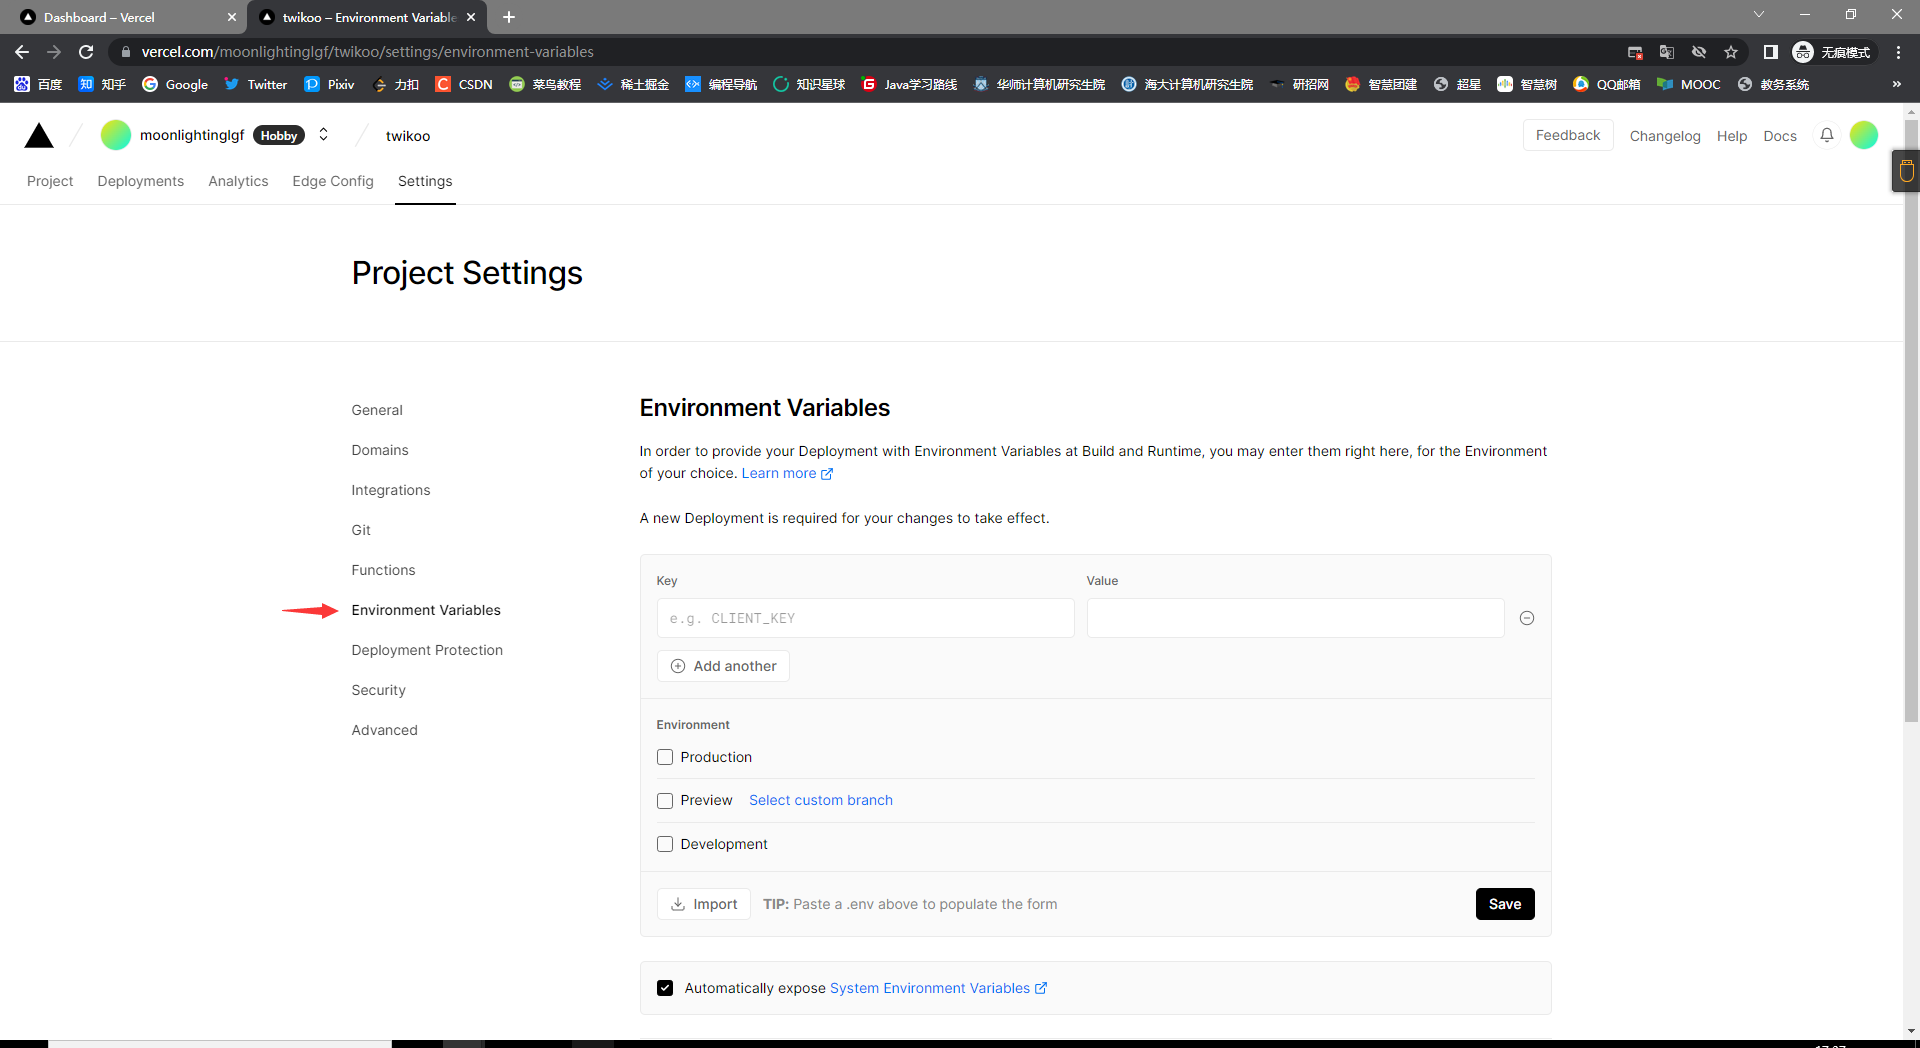 Dashboard – Vercel
twikoo – Environment Variable
vercel.com/moonlightinglgf/twikoo/settings/environment-variables
无痕模式
百度 知乎 Google Twitter Pixiv 力扣 CSDN 菜鸟教程 稀土掘金 编程导航 知识星球 Java学习路线 华师计算机研究生院 海大计算机研究生院 研招网 智慧团建 超星 智慧树 QQ邮箱 MOOC 教务系统 »
moonlightinglgf Hobby twikoo
Feedback Changelog Help Docs
Project Deployments Analytics Edge Config Settings
Project Settings
General
Domains
Integrations
Git
Functions
Environment Variables
Deployment Protection
Security
Advanced
Environment Variables
In order to provide your Deployment with Environment Variables at Build and Runtime, you may enter them right here, for the Environment
of your choice. Learn more
A new Deployment is required for your changes to take effect.
Key Value
e.g. CLIENT_KEY
Add another
Environment
Production
Preview Select custom branch
Development
Import TIP: Paste a .env above to populate the form Save
Automatically expose System Environment Variables